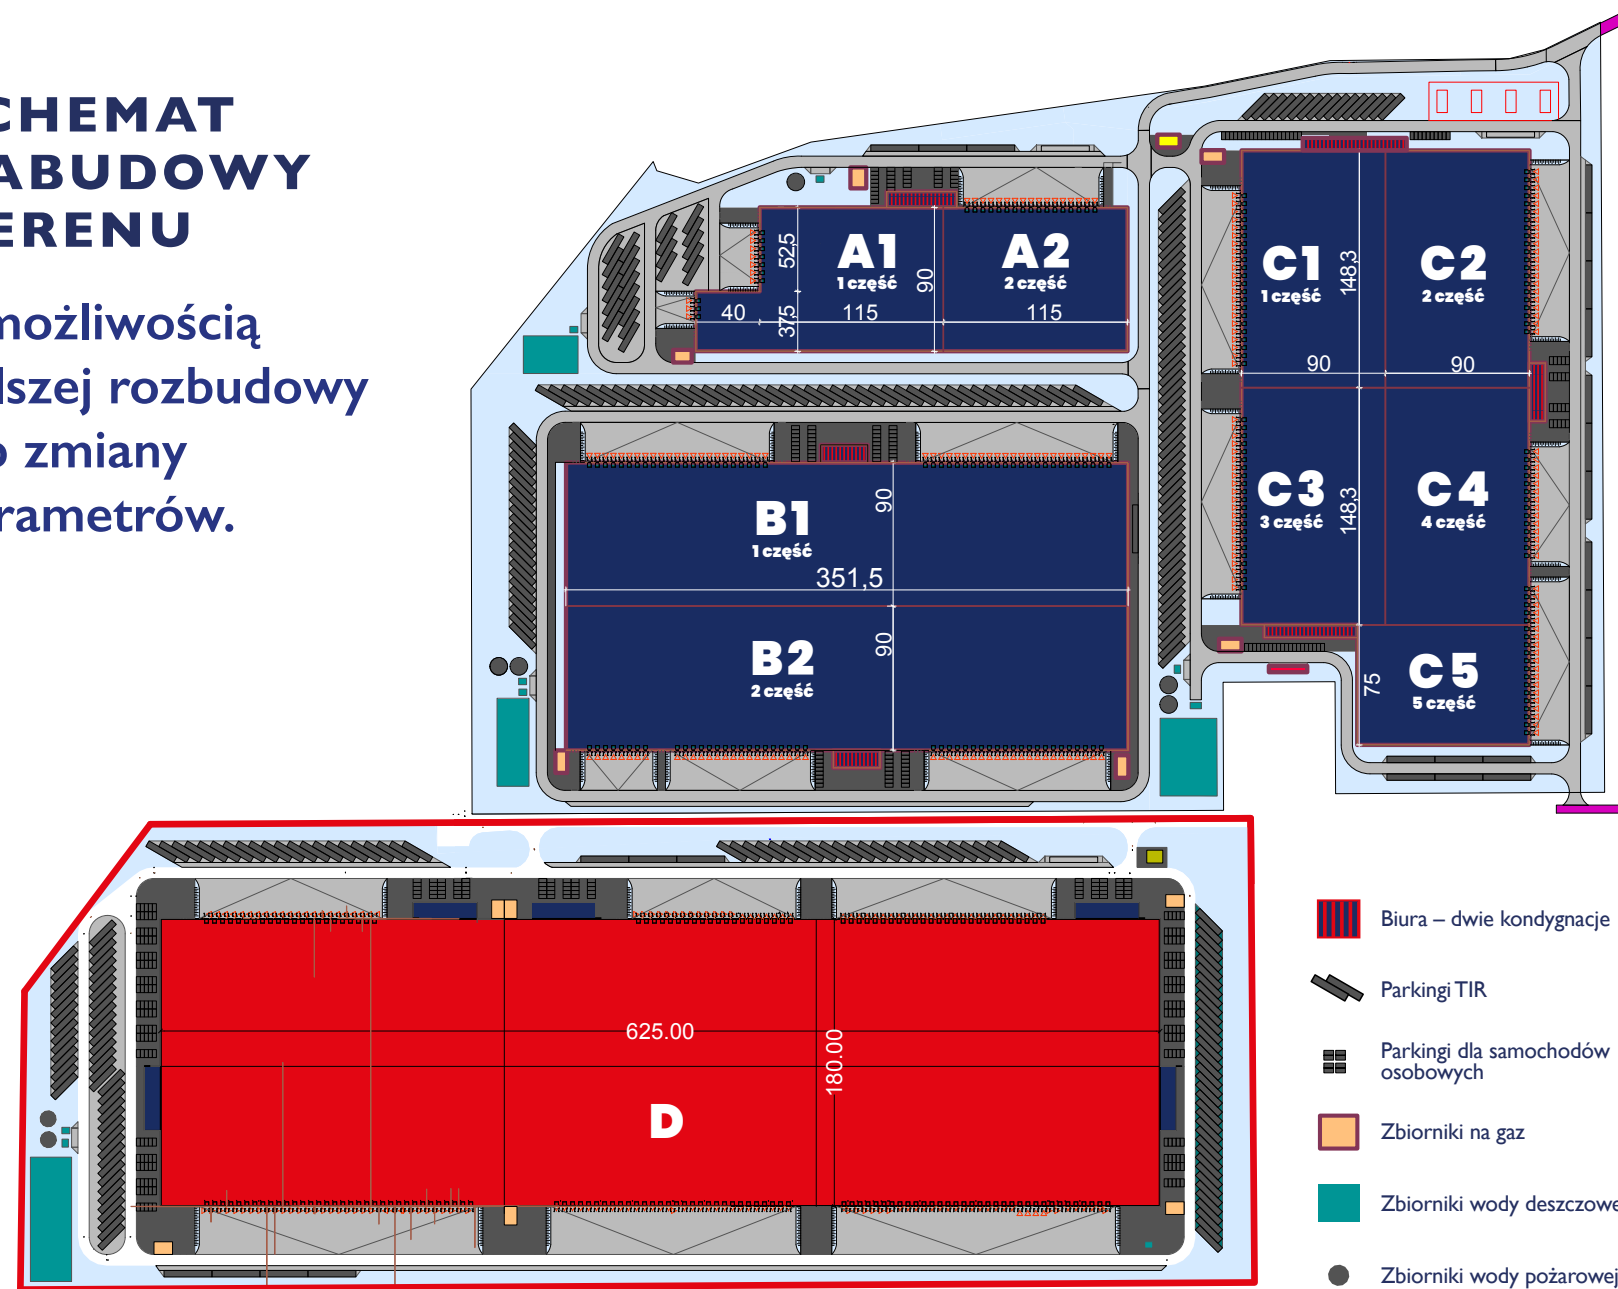 CHEMAT
ABUDOWY
ERENU
możliwością
lszej rozbudowy
o zmiany
rametrów.
A1
1 część
A2
2 część
52,5
37,5
90
40
115
115
B1
1 część
90
351,5
B2
2 część
90
C1
1 część
148,3
C2
2 część
90
90
C3
3 część
148,3
C4
4 część
C5
5 część
75
625.00
180.00
D
Biura – dwie kondygnacje
Parkingi TIR
Parkingi dla samochodów
osobowych
Zbiorniki na gaz
Zbiorniki wody deszczowe
Zbiorniki wody pożarowej